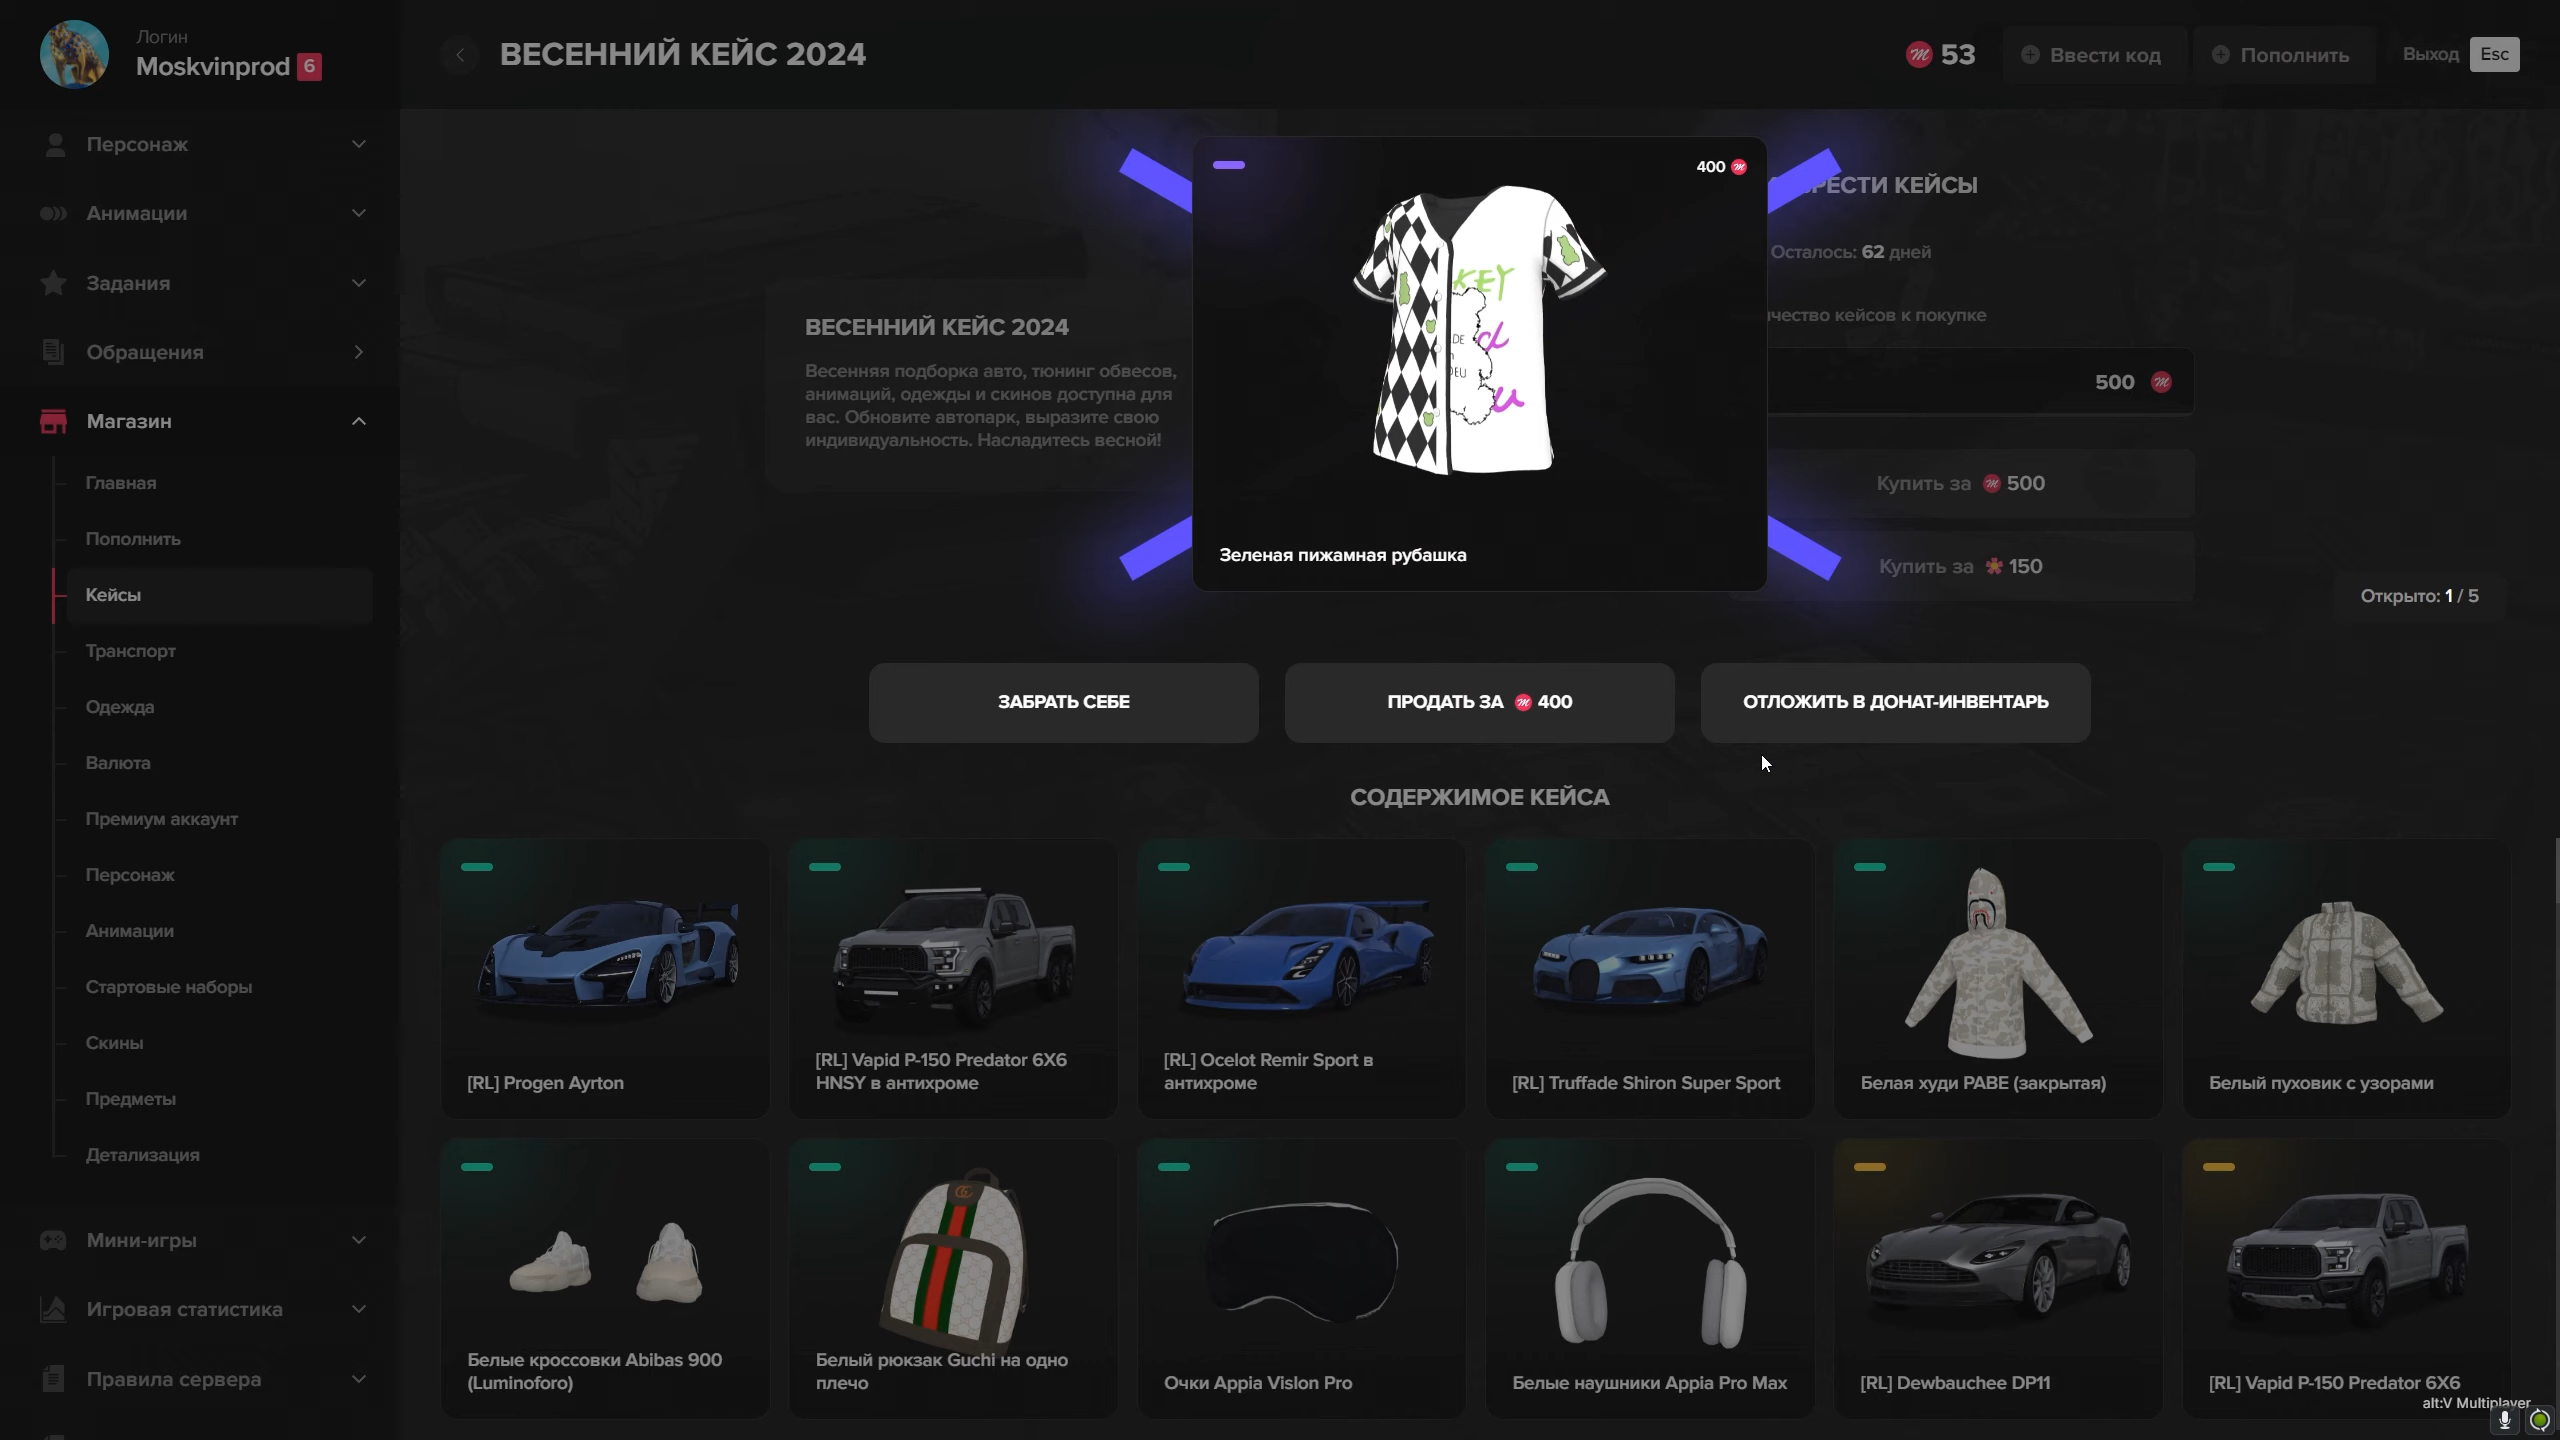 Логин
Moskvinprod 6
ВЕСЕННИЙ КЕЙС 2024
53
Ввести код
Пополнить
Выход
Esc
Персонаж
Анимации
Задания
Обращения
Магазин
Главная
Пополнить
Кейсы
Транспорт
Одежда
Валюта
Премиум аккаунт
Персонаж
Анимации
Стартовые наборы
Скины
Предметы
Детализация
Мини-игры
Игровая статистика
Правила сервера
ВЕСЕННИЙ КЕЙС 2024
Весенняя подборка авто, тюнинг обвесов,
анимаций, одежды и скинов доступна для
вас. Обновите автопарк, выразите свою
индивидуальность. Насладитесь весной!
400
KEY
Зеленая пижамная рубашка
РЕСТИ КЕЙСЫ
Осталось: 62 дней
чество кейсов к покупке
500
Купить за 500
Купить за 150
Открыто: 1 / 5
ЗАБРАТЬ СЕБЕ
ПРОДАТЬ ЗА 400
ОТЛОЖИТЬ В ДОНАТ-ИНВЕНТАРЬ
СОДЕРЖИМОЕ КЕЙСА
[RL] Progen Ayrton
[RL] Vapid P-150 Predator 6X6
HNSY в антихроме
[RL] Ocelot Remir Sport в
антихроме
[RL] Truffade Shiron Super Sport
Белая худи PABE (закрытая)
Белый пуховик с узорами
Белые кроссовки Abibas 900
(Luminoforo)
Белый рюкзак Guchi на одно
плечо
Очки Appia Vislon Pro
Белые наушники Appia Pro Max
[RL] Dewbauchee DP11
[RL] Vapid P-150 Predator 6X6
alt:V Multiplayer